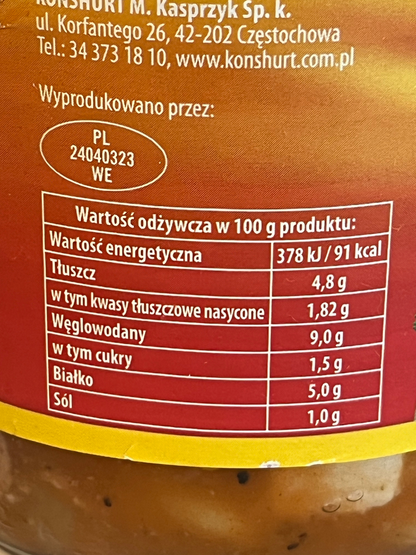 KONSHURT M. Kasprzyk Sp. k.
ul. Korfantego 26, 42-202 Częstochowa
Tel.: 34 373 18 10, www.konshurt.com.pl
Wyprodukowano przez:
PL
24040323
WE
Wartość odżywcza w 100 g produktu:
Wartość energetyczna 378 kJ / 91 kcal
Tłuszcz 4,8 g
w tym kwasy tłuszczowe nasycone 1,82 g
Węglowodany 9,0 g
w tym cukry 1,5 g
Białko 5,0 g
Sól 1,0 g